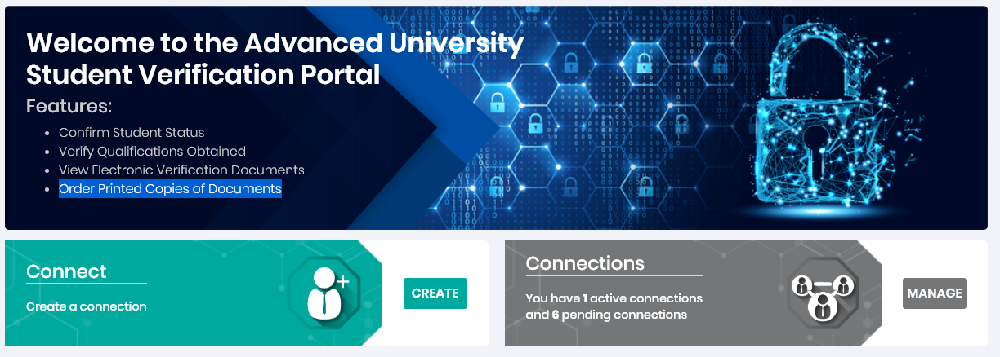 Welcome to the Advanced University
Student Verification Portal
Features:
• Confirm Student Status
• Verify Qualifications Obtained
• View Electronic Verification Documents
• Order Printed Copies of Documents
Connect
Create a connection
CREATE
Connections
You have 1 active connections
and 6 pending connections
MANAGE